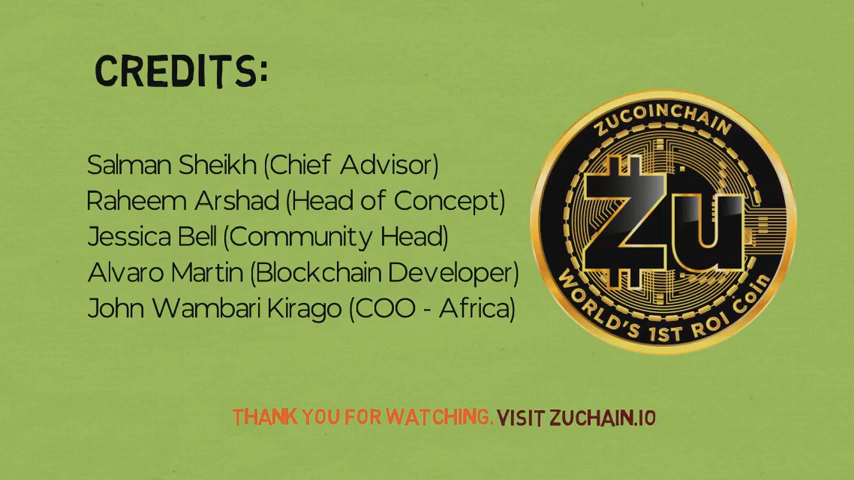 CREDITS:
Salman Sheikh (Chief Advisor)
Raheem Arshad (Head of Concept)
Jessica Bell (Community Head)
Alvaro Martin (Blockchain Developer)
John Wambari Kirago (COO - Africa)
ZUCOINCHAIN
Zu
WORLD'S 1ST ROI Coin
THANK YOU FOR WATCHING. VISIT ZUCHAIN.IO